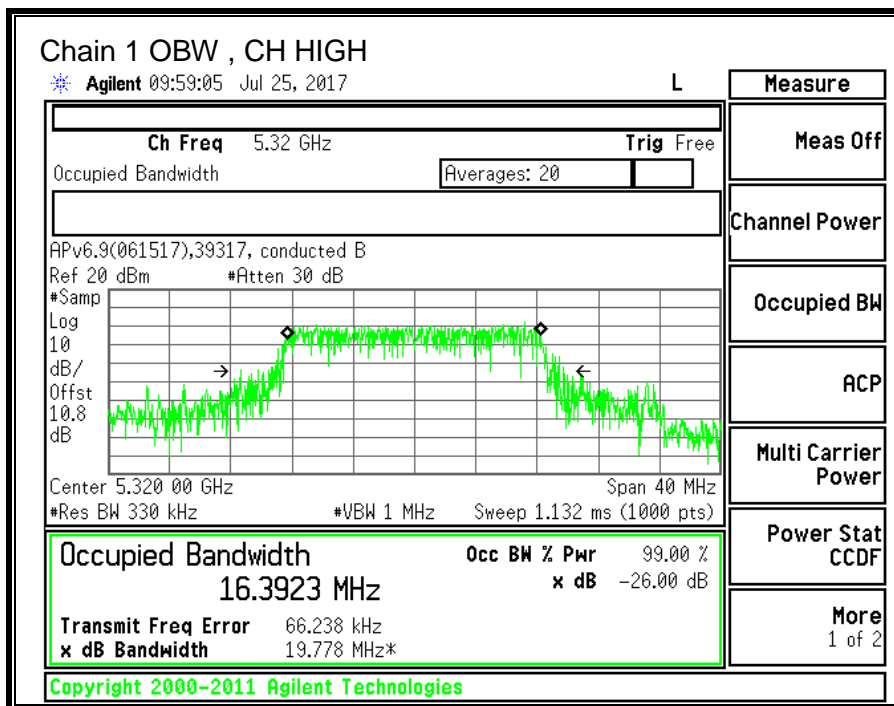 Chain 1 OBW , CH HIGH
Agilent 09:59:05 Jul 25, 2017 L
Measure
Ch Freq 5.32 GHz Trig Free
Occupied Bandwidth Averages: 20
APv6.9(061517),39317, conducted B
Ref 20 dBm #Atten 30 dB
#Samp
Log
10
dB/
Offst
10.8
dB
Center 5.320 00 GHz Span 40 MHz
#Res BW 330 kHz #VBW 1 MHz Sweep 1.132 ms (1000 pts)
Occupied Bandwidth
16.3923 MHz
Occ BW % Pwr 99.00 %
x dB -26.00 dB
Transmit Freq Error 66.238 kHz
x dB Bandwidth 19.778 MHz*
Meas Off
Channel Power
Occupied BW
ACP
Multi Carrier
Power
Power Stat
CCDF
More
1 of 2
Copyright 2000-2011 Agilent Technologies